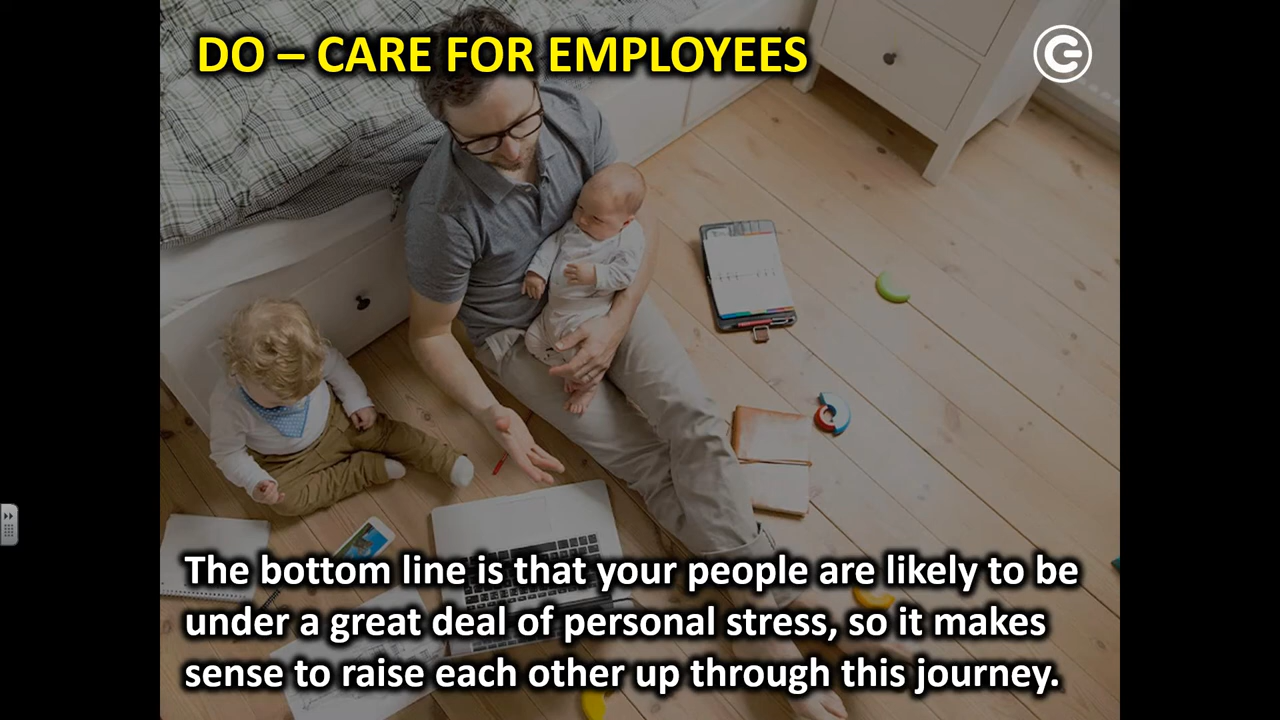 DO – CARE FOR EMPLOYEES
The bottom line is that your people are likely to be
under a great deal of personal stress, so it makes
sense to raise each other up through this journey.